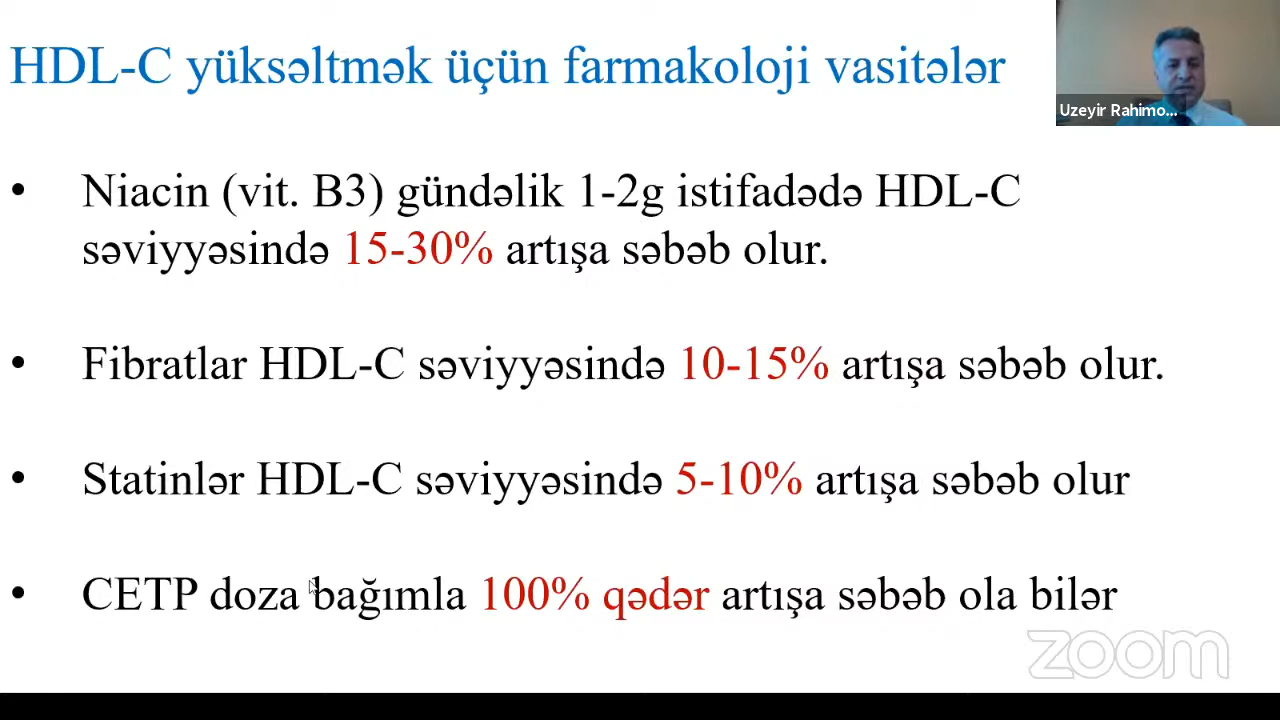 HDL-C yüksəltmək üçün farmakoloji vasitələr
Uzeyir Rahimo...
• Niacin (vit. B3) gündəlik 1-2g istifadədə HDL-C
səviyyəsində 15-30% artışa səbəb olur.
• Fibratlar HDL-C səviyyəsində 10-15% artışa səbəb olur.
• Statinlər HDL-C səviyyəsində 5-10% artışa səbəb olur
• CETP doza bağımla 100% qədər artışa səbəb ola bilər
zoom